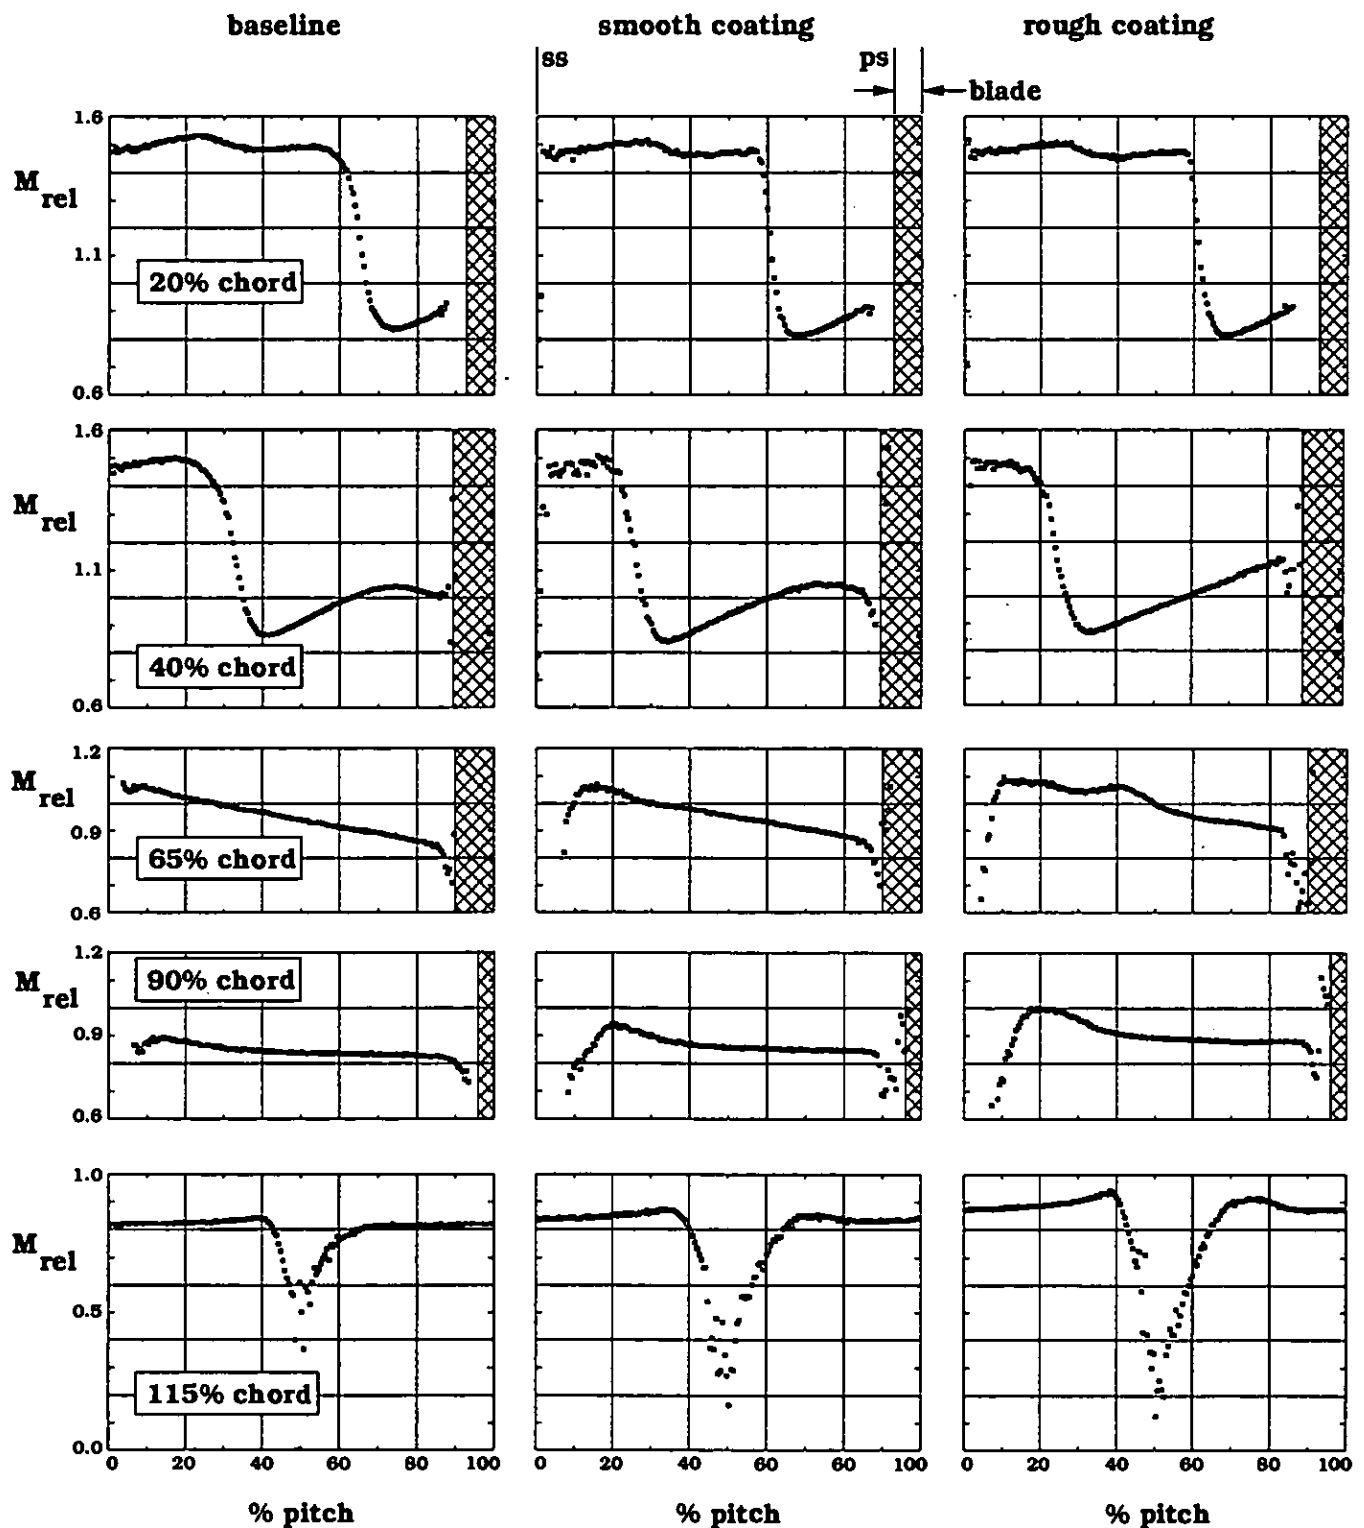 baseline smooth coating rough coating
ss ps
blade
1.6
M rel
1.1
20% chord
0.6
1.6
M rel
1.1
40% chord
0.6
1.2
M rel
0.9
65% chord
0.6
1.2
90% chord
M rel
0.9
0.6
1.0
M rel
0.5
115% chord
0.0
0 20 40 60 80 100 0 20 40 60 80 100 0 20 40 60 80 100
% pitch % pitch % pitch